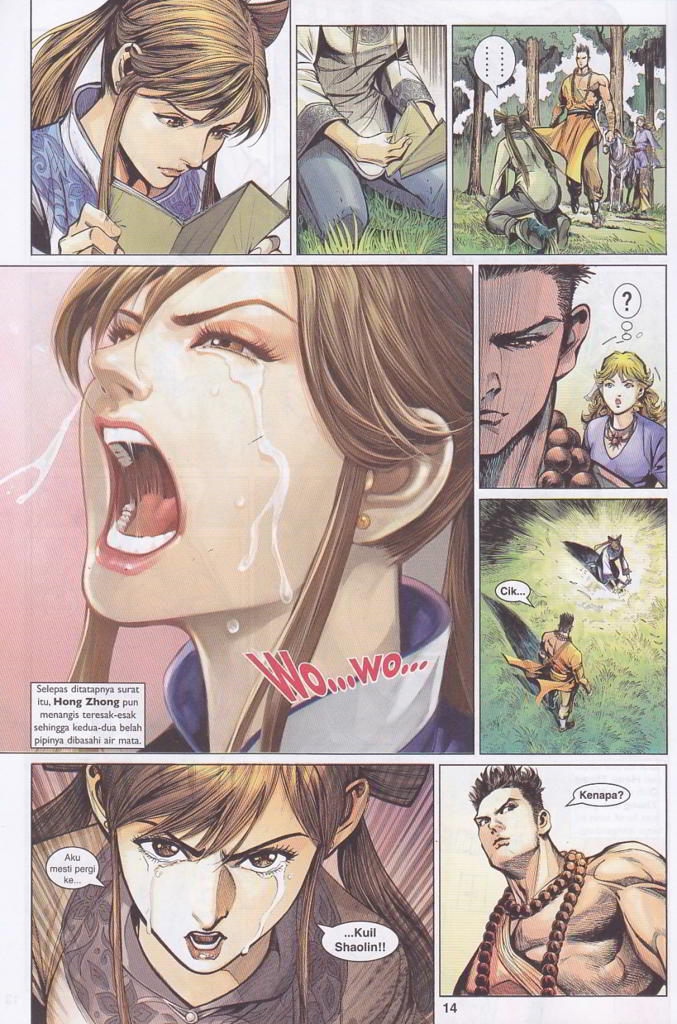 ......
?
Selepas ditatapnya surat
itu, Hong Zhong pun
menangis teresak-esak
sehingga kedua-dua belah
pipinya dibasahi air mata.
WO...WO...
Cik...
Aku
mesti pergi
ke...
...Kuil
Shaolin!!
Kenapa?
14